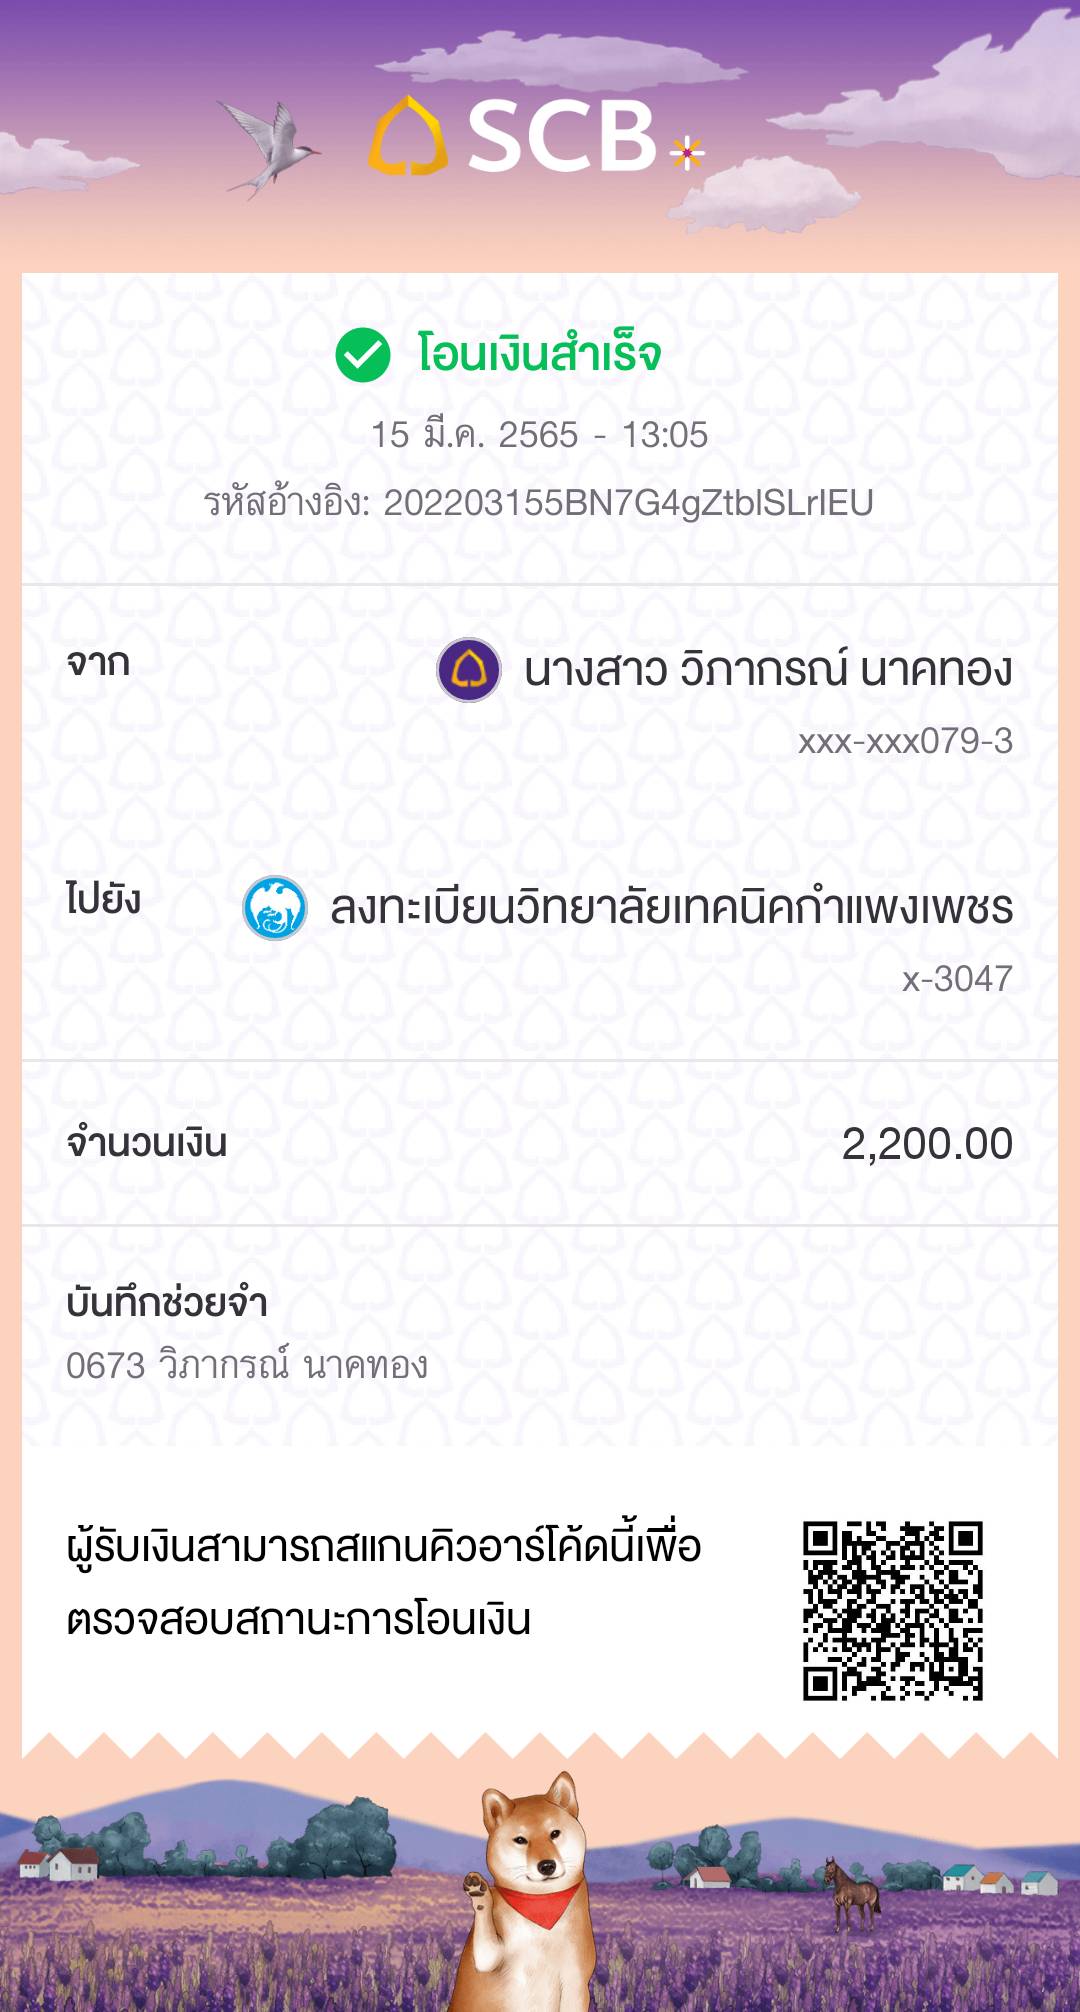 SCB
โอนเงินสำเร็จ
15 มี.ค. 2565 - 13:05
รหัสอ้างอิง: 202203155BN7G4gZtblSLrIEU
จาก
นางสาว วิภากรณ์ นาคทอง
xxx-xxx079-3
ไปยัง
ลงทะเบียนวิทยาลัยเทคนิคกำแพงเพชร
x-3047
จำนวนเงิน
2,200.00
บันทึกช่วยจำ
0673 วิภากรณ์ นาคทอง
ผู้รับเงินสามารถสแกนคิวอาร์โค้ดนี้เพื่อ
ตรวจสอบสถานะการโอนเงิน